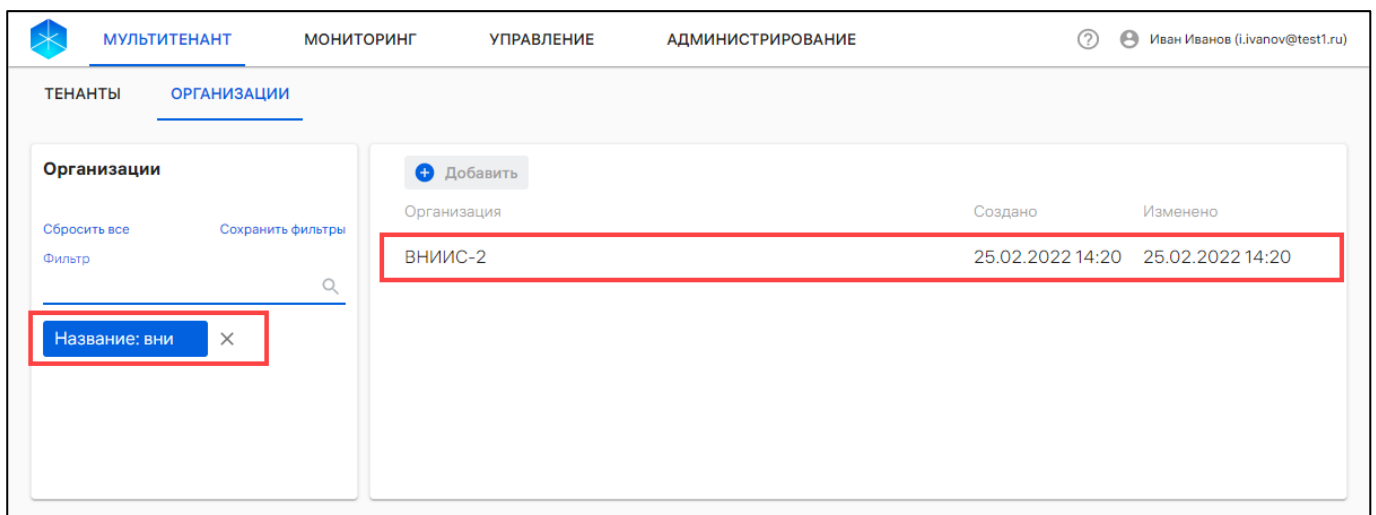 МУЛЬТИТЕНАНТ МОНИТОРИНГ УПРАВЛЕНИЕ АДМИНИСТРИРОВАНИЕ Иван Иванов (i.ivanov@test1.ru)
ТЕНАНТЫ ОРГАНИЗАЦИИ
Организации
Сбросить все Сохранить фильтры
Фильтр
Название: вни
Добавить
Организация Создано Изменено
ВНИИС-2 25.02.2022 14:20 25.02.2022 14:20